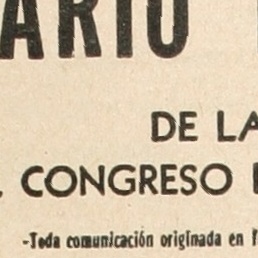 ARIO
DE LA
CONGRESO
-Toda comunicación originada en